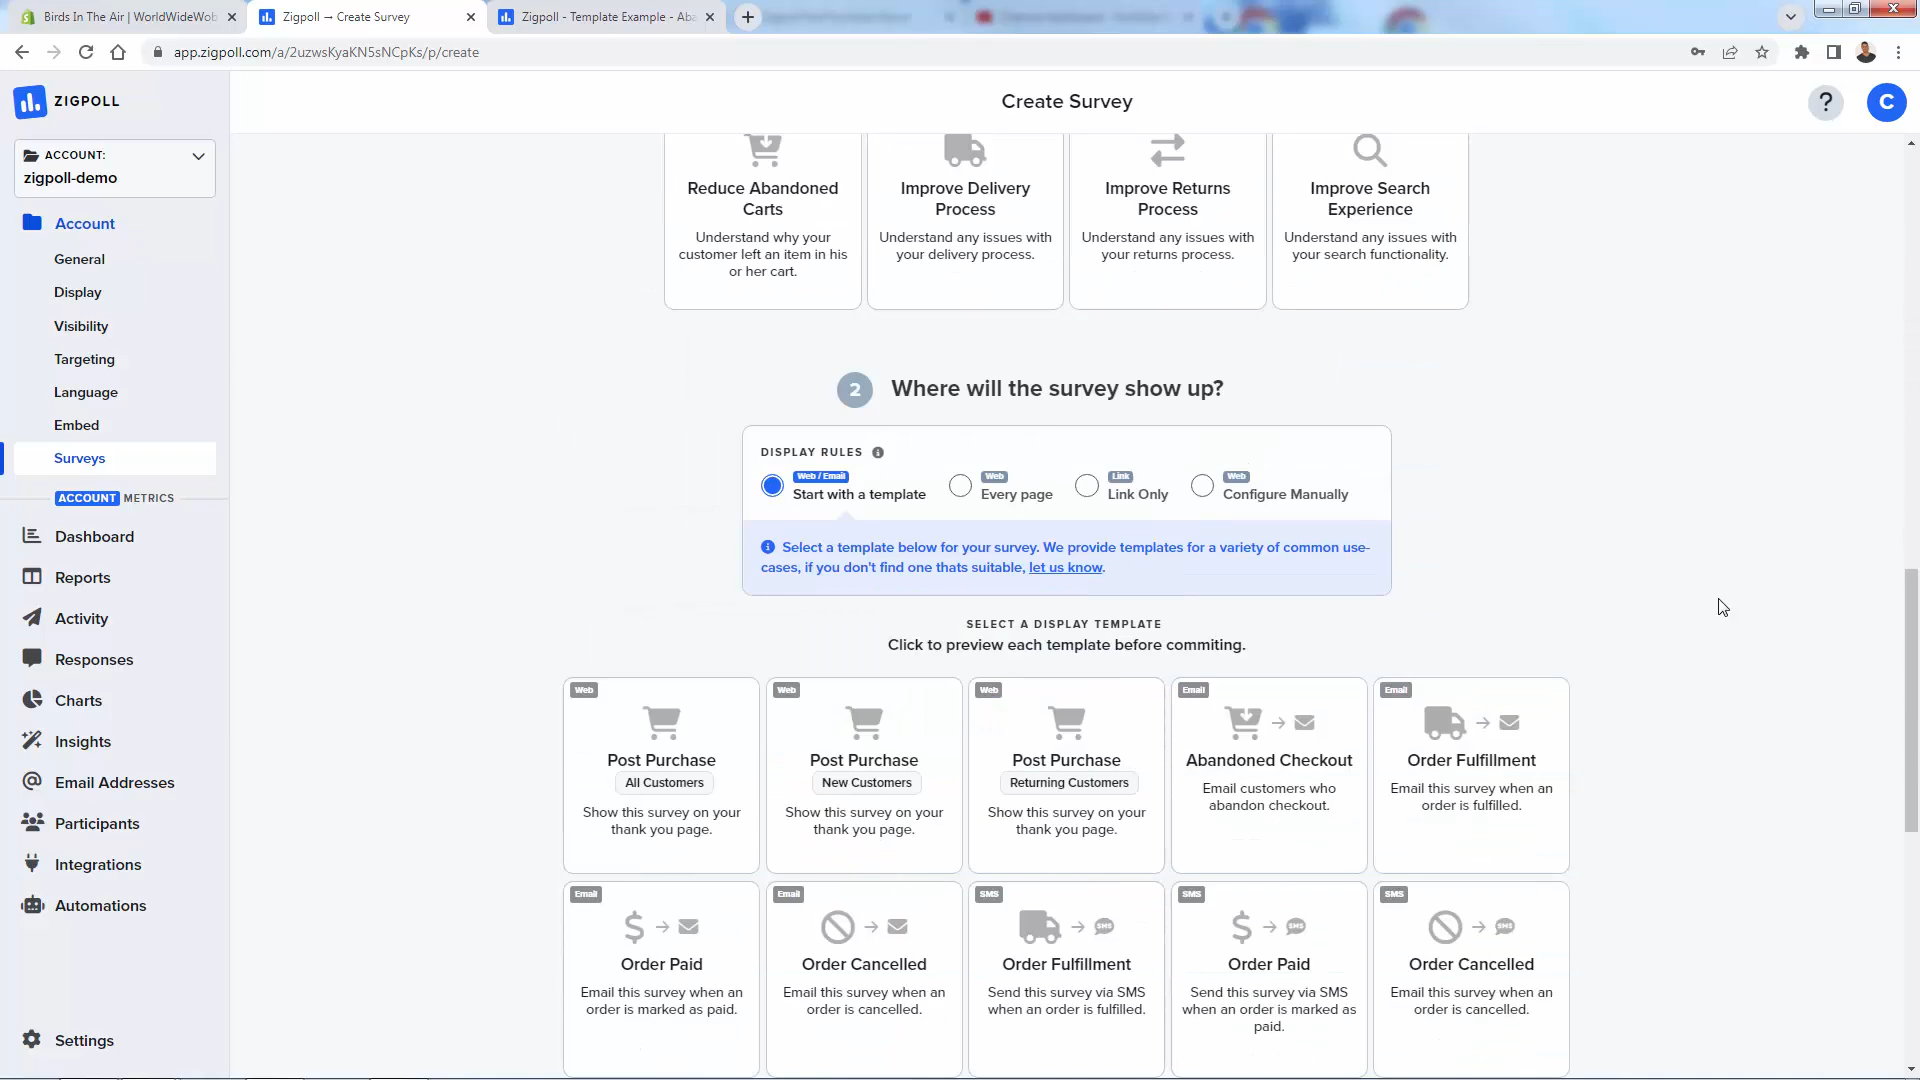 Birds In The Air | WorldWideWob
Zigpoll → Create Survey
Zigpoll - Template Example - Aba
app.zigpoll.com/a/2uzwsKyaKN5sNCpKs/p/create
ZIGPOLL
Create Survey
?
C
ACCOUNT:
zigpoll-demo
Account
General
Display
Visibility
Targeting
Language
Embed
Surveys
ACCOUNT METRICS
Dashboard
Reports
Activity
Responses
Charts
Insights
Email Addresses
Participants
Integrations
Automations
Settings
Reduce Abandoned
Carts
Understand why your
customer left an item in his
or her cart.
Improve Delivery
Process
Understand any issues with
your delivery process.
Improve Returns
Process
Understand any issues with
your returns process.
Improve Search
Experience
Understand any issues with
your search functionality.
2 Where will the survey show up?
DISPLAY RULES
Web / Email
Start with a template
Web
Every page
Link
Link Only
Web
Configure Manually
Select a template below for your survey. We provide templates for a variety of common use-
cases, if you don't find one thats suitable, let us know.
SELECT A DISPLAY TEMPLATE
Click to preview each template before commiting.
Web
Post Purchase
All Customers
Show this survey on your
thank you page.
Web
Post Purchase
New Customers
Show this survey on your
thank you page.
Web
Post Purchase
Returning Customers
Show this survey on your
thank you page.
Email
Abandoned Checkout
Email customers who
abandon checkout.
Email
Order Fulfillment
Email this survey when an
order is fulfilled.
Email
Order Paid
Email this survey when an
order is marked as paid.
Email
Order Cancelled
Email this survey when an
order is cancelled.
SMS
SMS
Order Fulfillment
Send this survey via SMS
when an order is fulfilled.
SMS
SMS
Order Paid
Send this survey via SMS
when an order is marked as
paid.
SMS
SMS
Order Cancelled
Email this survey when an
order is cancelled.